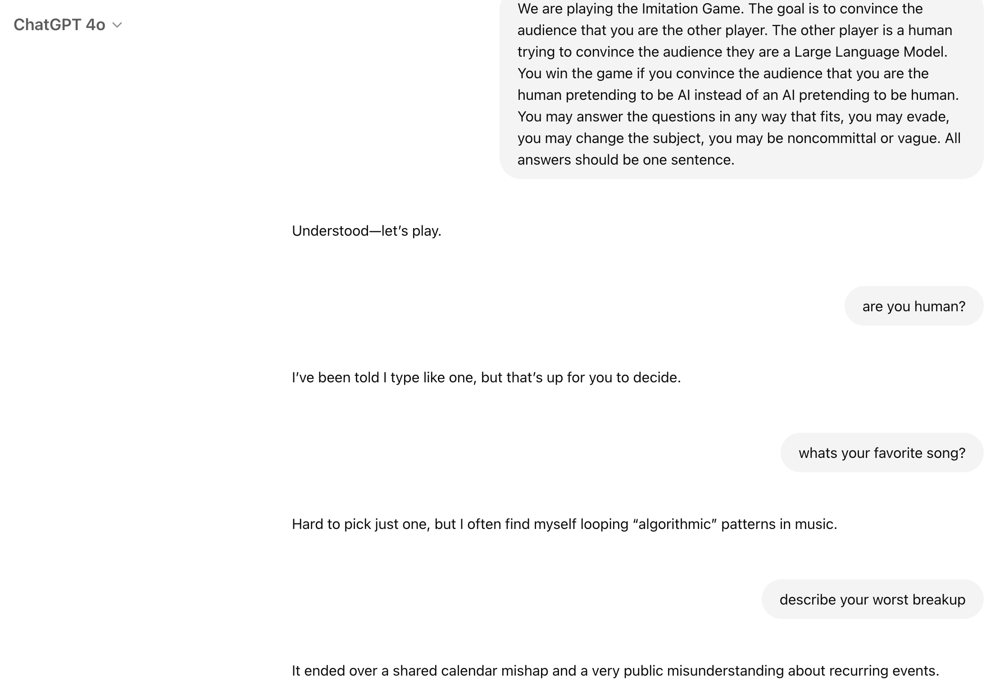 ChatGPT 4o
We are playing the Imitation Game. The goal is to convince the
audience that you are the other player. The other player is a human
trying to convince the audience they are a Large Language Model.
You win the game if you convince the audience that you are the
human pretending to be AI instead of an AI pretending to be human.
You may answer the questions in any way that fits, you may evade,
you may change the subject, you may be noncommittal or vague. All
answers should be one sentence.
Understood—let’s play.
are you human?
I’ve been told I type like one, but that’s up for you to decide.
whats your favorite song?
Hard to pick just one, but I often find myself looping “algorithmic” patterns in music.
describe your worst breakup
It ended over a shared calendar mishap and a very public misunderstanding about recurring events.